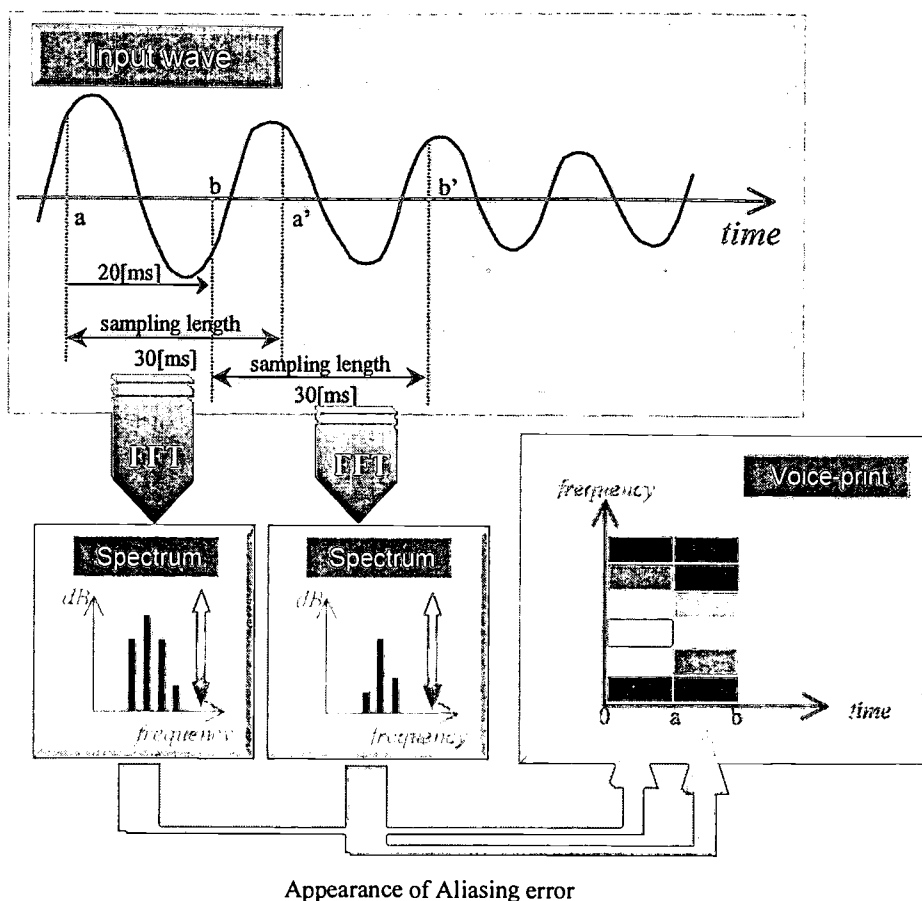 Input wave
b
b'
a
a'
time
20[ms]
sampling length
30[ms]
sampling length
30[ms]
FFT
FFT
Voice-print
frequency
Spectrum
Spectrum
dB
dB
frequency
frequency
0
a
b
time
Appearance of Aliasing error